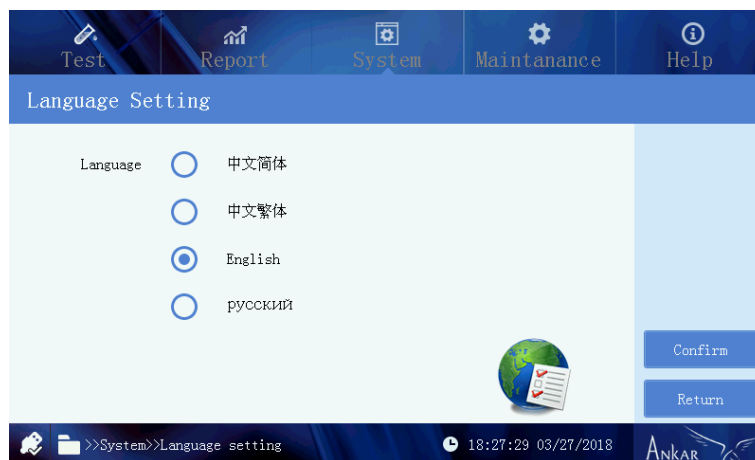 Test Report System Maintanance Help
Language Setting
Language 中文简体
中文繁体
English
русский
Confirm
Return
>>System>>Language setting 18:27:29 03/27/2018 ANKAR